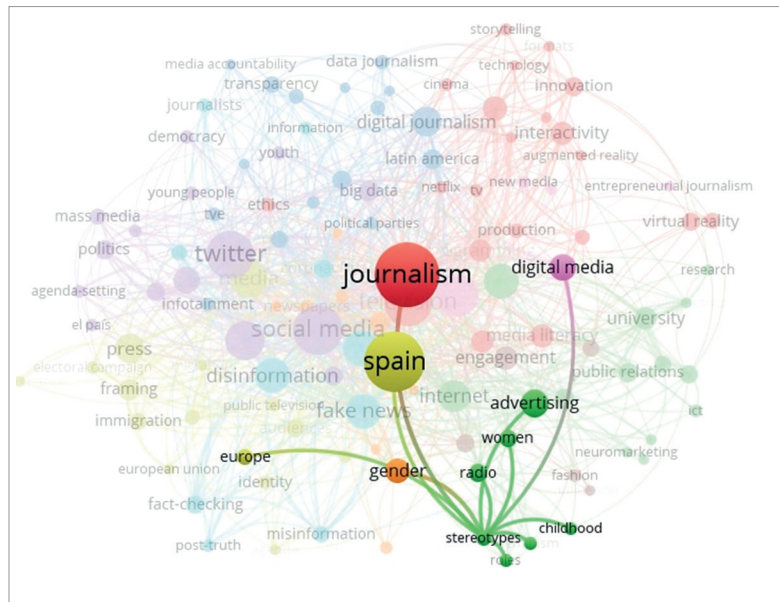 storytelling
formats
media accountability
data journalism
technology
transparency
cinema
innovation
journalists
information
digital journalism
interactivity
democracy
youth
latin america
augmented reality
young people
big data
netflix
tv
new media
entrepreneurial journalism
mass media
tve
ethics
political parties
production
virtual reality
politics
twitter
journalism
digital media
media
research
agenda-setting
infotainment
newspapers
television
university
el país
social media
media literacy
press
spain
engagement
electoral campaign
disinformation
public relations
framing
internet
advertising
public television
fake news
ict
immigration
audiences
women
europe
gender
radio
neuromarketing
european union
identity
fashion
fact-checking
misinformation
stereotypes
childhood
post-truth
roles